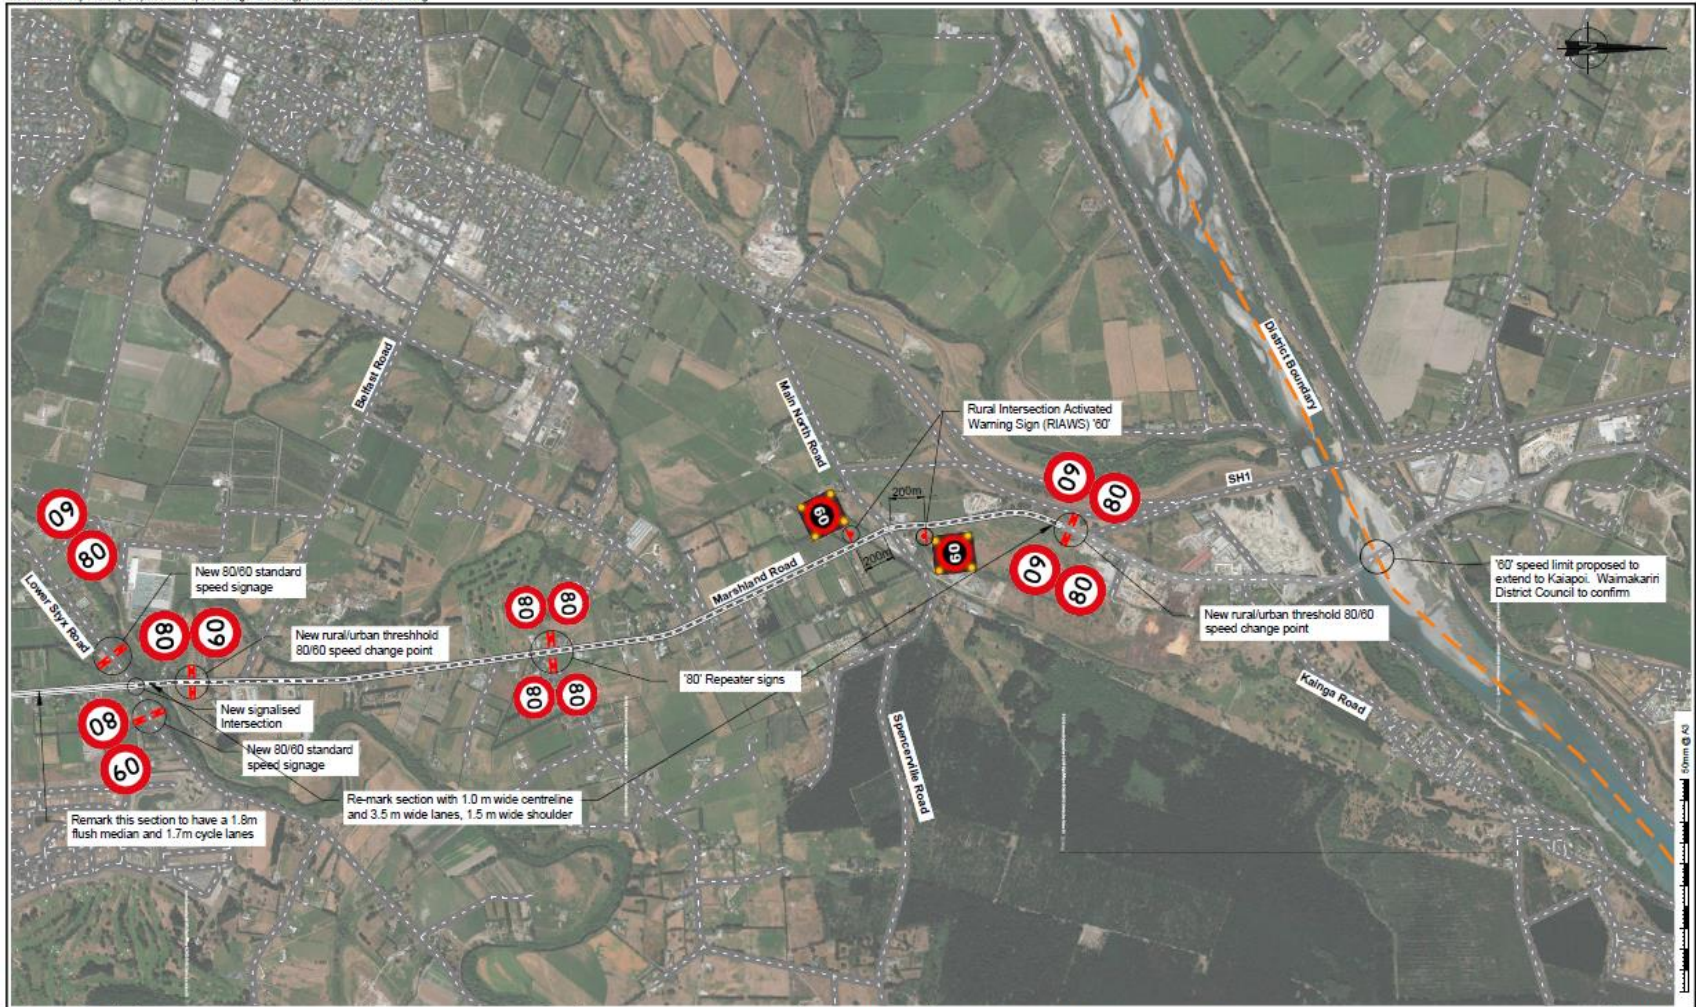 Rural Intersection Activated
Warning Sign (RIAWS) '60'
District Boundary
Belfast Road
Main North Road
SH1
200m
60
80
60
200m
60
60
80
60
80
'60' speed limit proposed to
extend to Kaiapoi. Waimakariri
District Council to confirm
Marshland Road
New 80/60 standard
speed signage
Lower Styx Road
80
60
80
80
New rural/urban threshhold
80/60 speed change point
New rural/urban threshold 80/60
speed change point
'80' Repeater signs
80
80
Kainga Road
New signalised
Intersection
80
60
New 80/60 standard
speed signage
Spencerville Road
Re-mark section with 1.0 m wide centreline
and 3.5 m wide lanes, 1.5 m wide shoulder
Remark this section to have a 1.8m
flush median and 1.7m cycle lanes
50mm @ A3